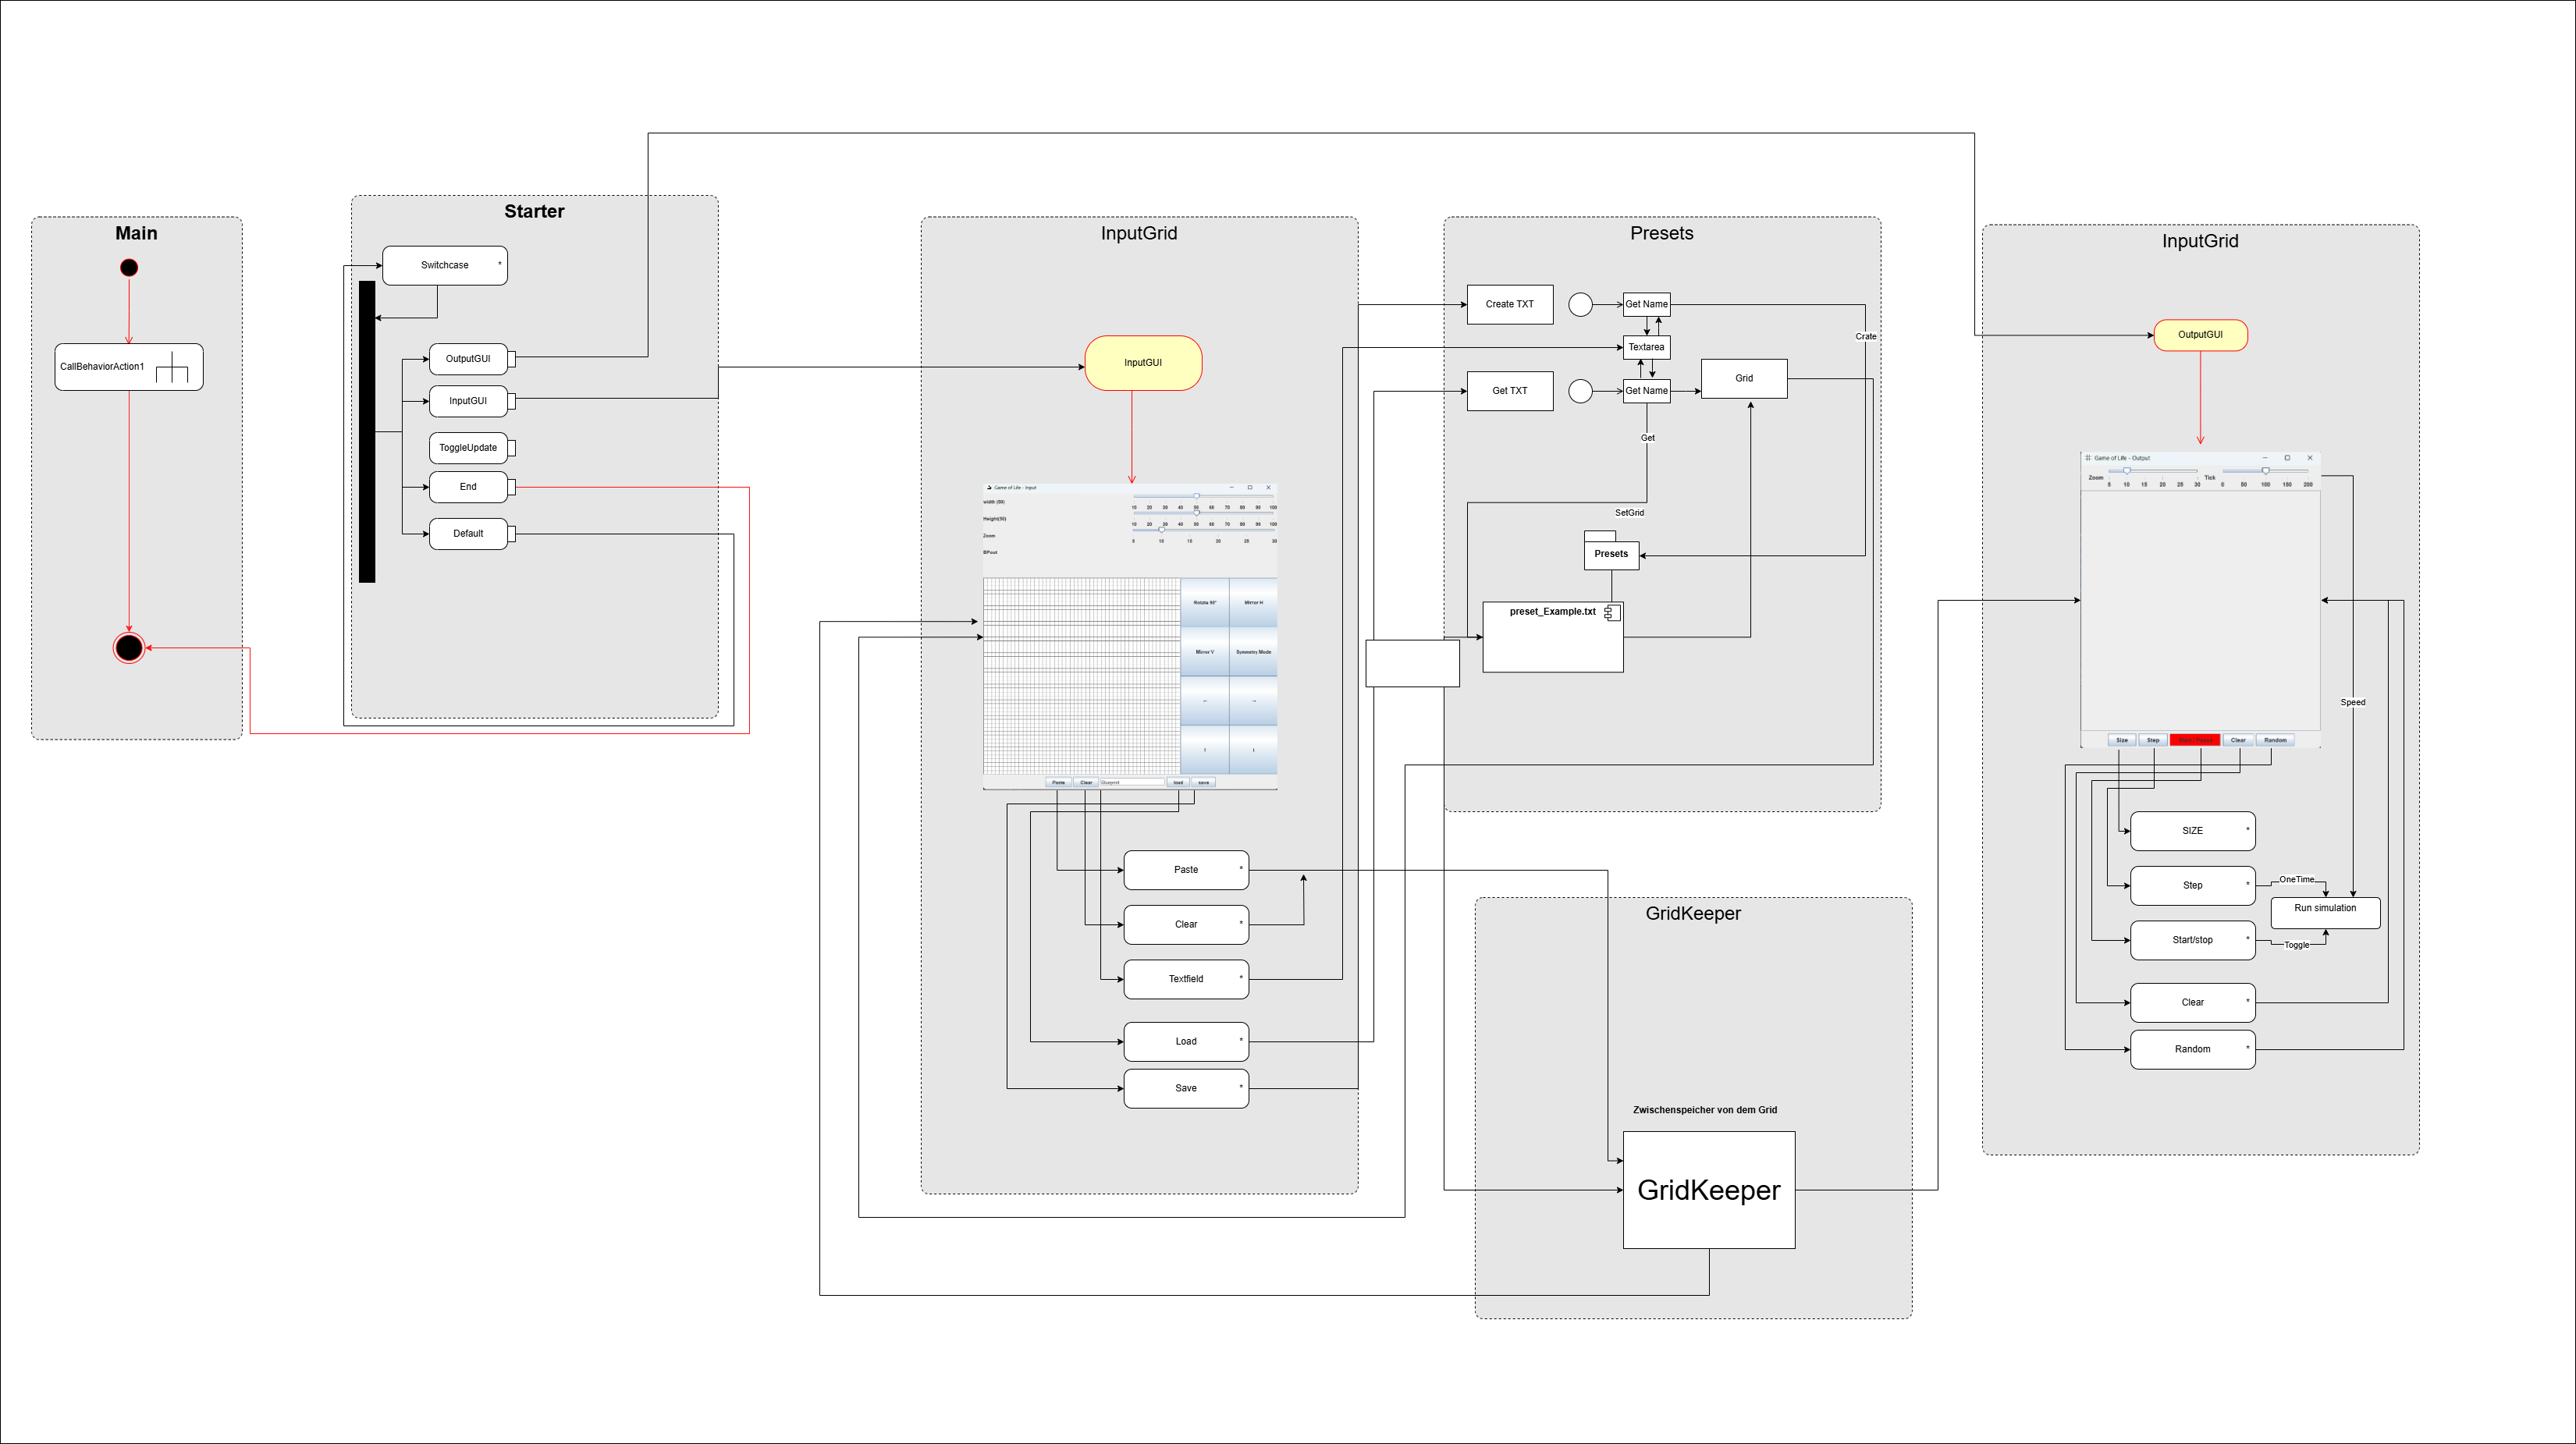 Main
CallBehaviorAction1
Starter
Switchcase *
OutputGUI
InputGUI
ToggleUpdate
End
Default
InputGrid
InputGUI
Game of Life - Input
width (50)
10 20 30 40 50 60 70 80 90 100
Height(50)
10 20 30 40 50 60 70 80 90 100
Zoom
5 10 15 20 25 30
BPout
Rotate 90°
Mirror H
Mirror V
Symmetry Mode
Paste
Clear
Blueprint
load
save
Paste *
Clear *
Textfield *
Load *
Save *
Presets
Create TXT
Get Name
Crate
Textarea
Get TXT
Get Name
Grid
Get
SetGrid
Presets
preset_Example.txt
GridKeeper
Zwischenspeicher von dem Grid
GridKeeper
InputGrid
OutputGUI
Game of Life - Output
Zoom
5 10 15 20 25 30
Tick
0 50 100 150 200
Size
Step
Clear
Random
Speed
SIZE *
Step *
OneTime
Run simulation
Start/stop *
Toggle
Clear *
Random *